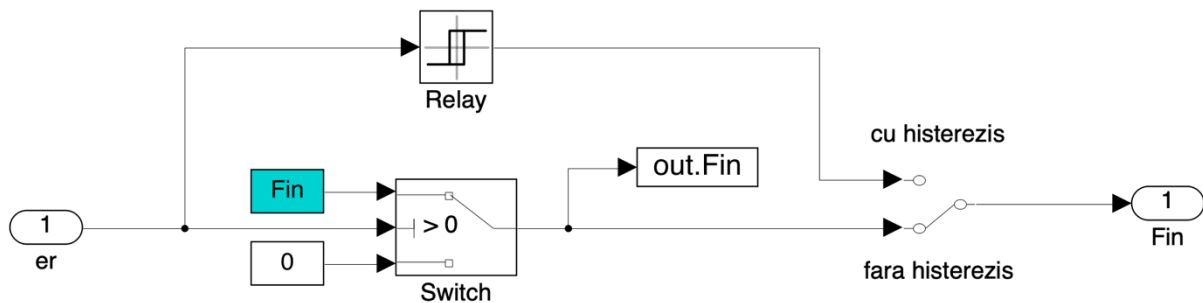 Relay
cu histerezis
out.Fin
Fin
1
er
> 0
0
Switch
fara histerezis
1
Fin